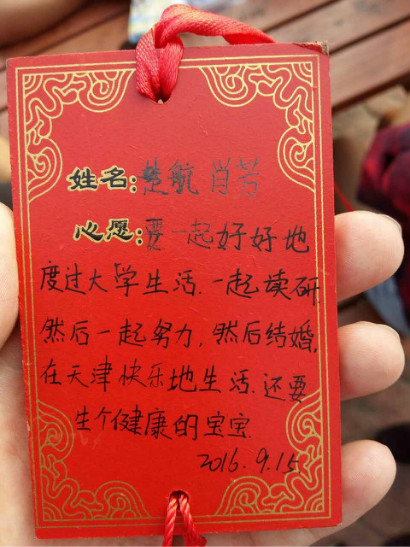 姓名:楚航 肖芳
心愿:要一起好好地
度过大学生活.一起读研
然后一起努力,然后结婚,
在天津快乐地生活.还要
生个健康的宝宝.
2016.9.15